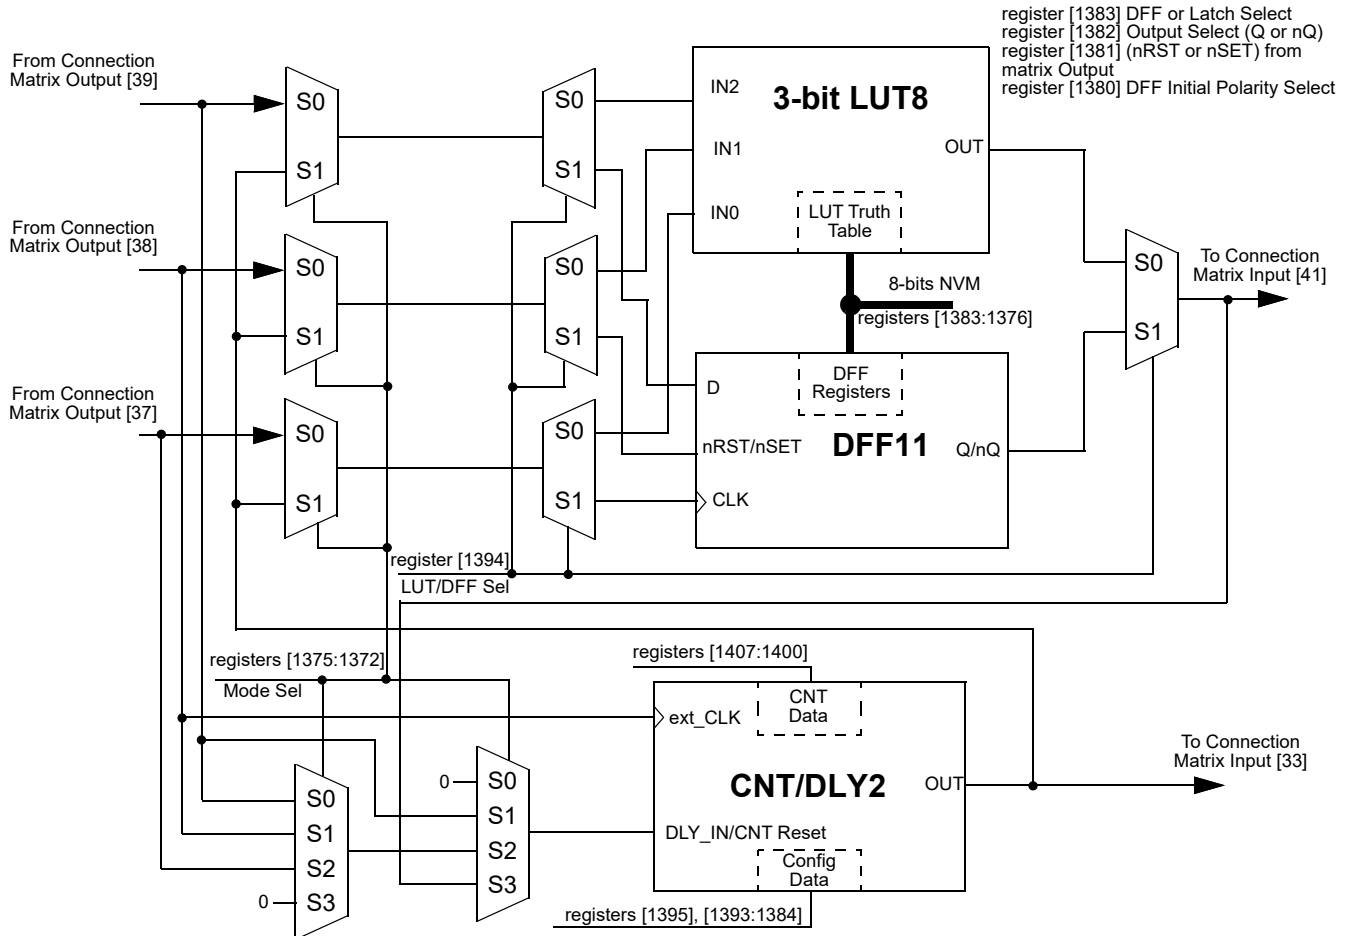 register [1383] DFF or Latch Select
register [1382] Output Select (Q or nQ)
register [1381] (nRST or nSET) from
matrix Output
register [1380] DFF Initial Polarity Select
From Connection
Matrix Output [39]
S0
S1
S0
S1
IN2
IN1
IN0
3-bit LUT8
OUT
LUT Truth
Table
From Connection
Matrix Output [38]
S0
S1
S0
S1
8-bits NVM
registers [1383:1376]
S0
S1
To Connection
Matrix Input [41]
From Connection
Matrix Output [37]
S0
S1
S0
S1
D
nRST/nSET
CLK
DFF
Registers
DFF11
Q/nQ
register [1394]
LUT/DFF Sel
registers [1375:1372]
Mode Sel
registers [1407:1400]
ext_CLK
CNT
Data
CNT/DLY2
OUT
To Connection
Matrix Input [33]
DLY_IN/CNT Reset
Config
Data
0
S0
S1
S2
S3
S0
S1
S2
0
S3
registers [1395], [1393:1384]